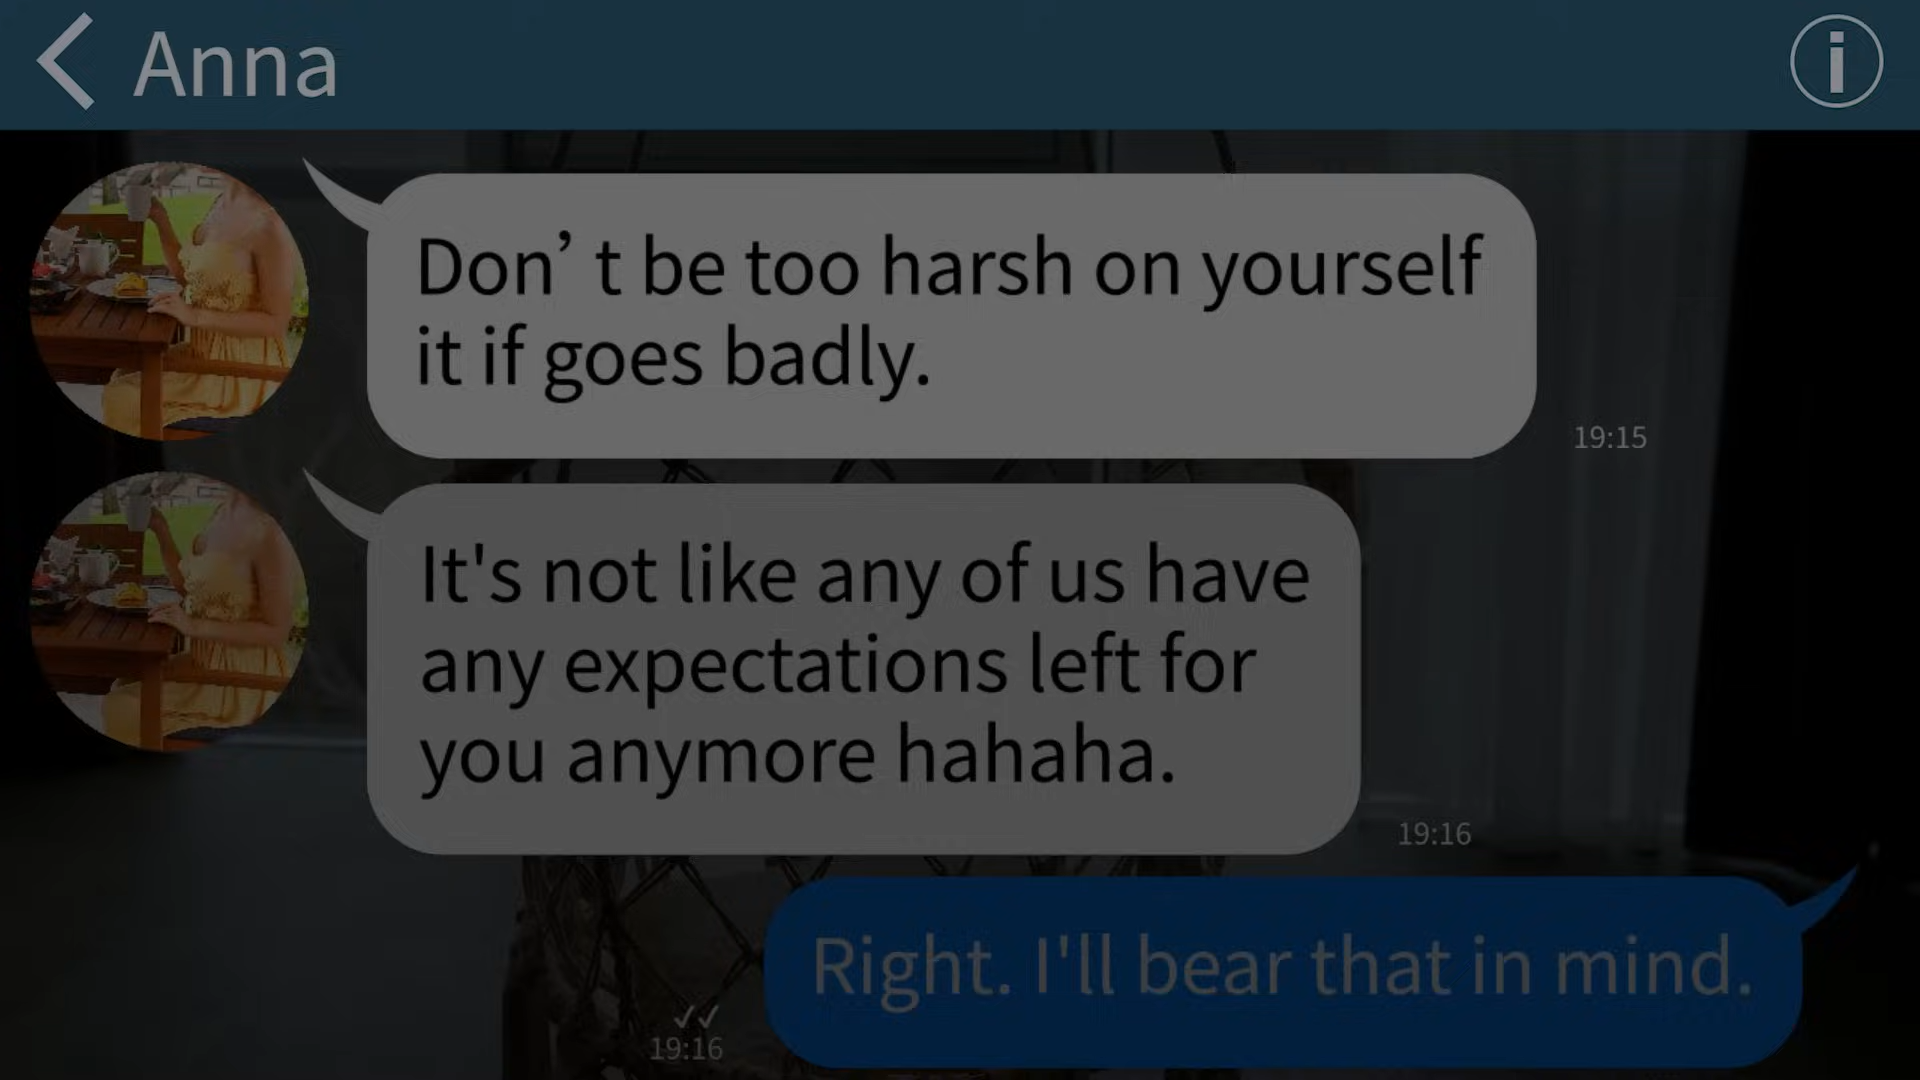 Anna
Don’t be too harsh on yourself
it if goes badly.
19:15
It's not like any of us have
any expectations left for
you anymore hahaha.
19:16
Right. I'll bear that in mind.
19:16